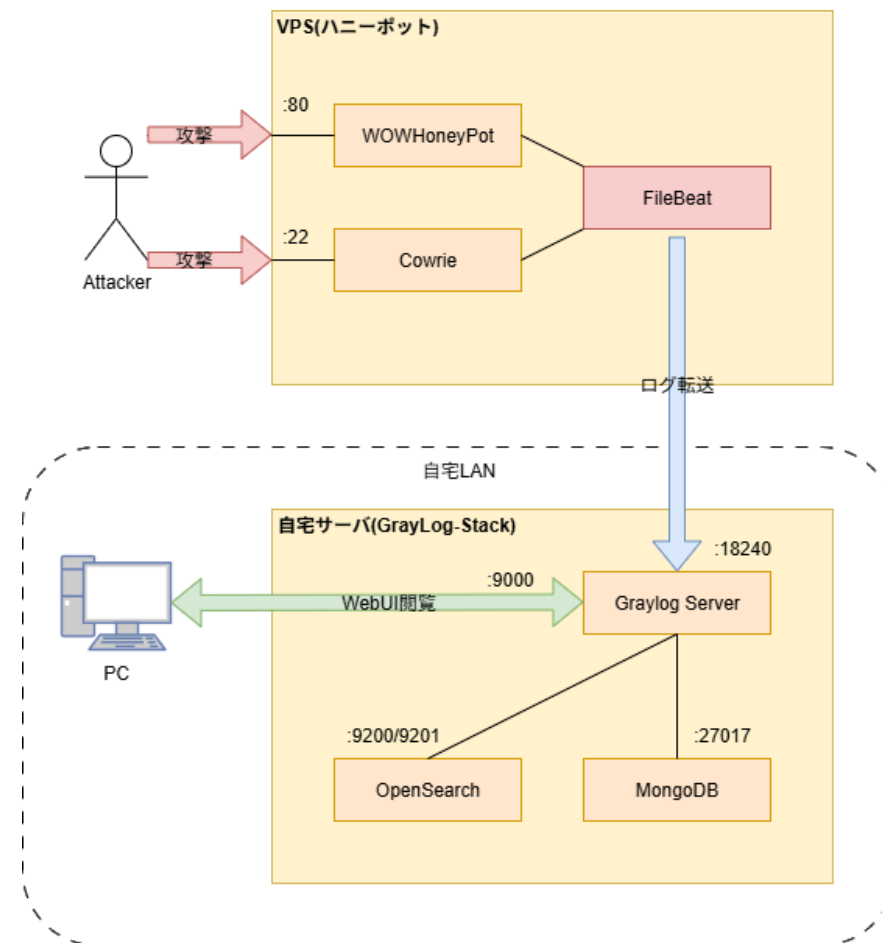 VPS(ハニーポット)
:80
攻撃
WOWHoneyPot
FileBeat
:22
攻撃
Cowrie
Attacker
ログ転送
自宅LAN
自宅サーバ(GrayLog-Stack)
:18240
:9000
WebUI閲覧
Graylog Server
PC
:9200/9201
:27017
OpenSearch
MongoDB